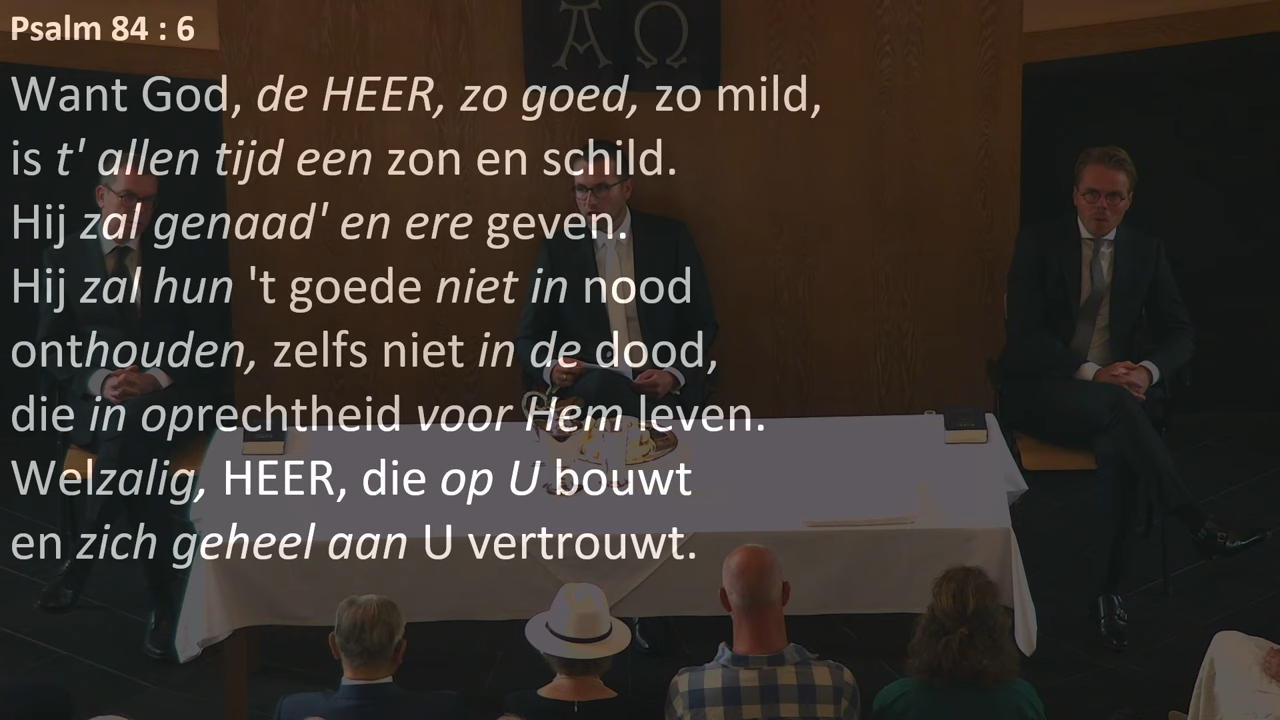 Psalm 84 : 6
Α Ω
Want God, de HEER, zo goed, zo mild,
is t' allen tijd een zon en schild.
Hij zal genaad' en ere geven.
Hij zal hun 't goede niet in nood
onthouden, zelfs niet in de dood,
die in oprechtheid voor Hem leven.
Welzalig, HEER, die op U bouwt
en zich geheel aan U vertrouwt.